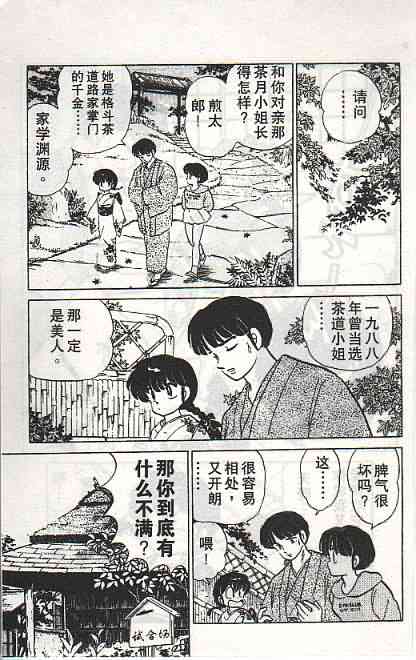 请问
……
煎太
郎！
和你对亲那
茶月小姐长
得怎样？
她是格斗茶
道路家掌门
的千金……
家学渊源。
一九八八
年曾当选
茶道小姐
……
那一定
是美人。
脾气很
坏吗？
这……
很容易
相处，
又开朗
……
喂！
那你到底有
什么不满？
试合场